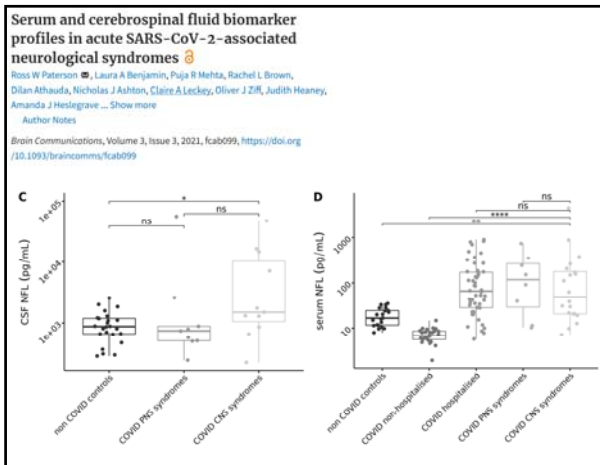 Serum and cerebrospinal fluid biomarker
profiles in acute SARS-CoV-2-associated
neurological syndromes
Ross W Paterson ✉, Laura A Benjamin, Puja R Mehta, Rachel L Brown,
Dilan Athauda, Nicholas J Ashton, Claire A Leckey, Oliver J Ziff, Judith Heaney,
Amanda J Heslegrave ... Show more
Author Notes
Brain Communications, Volume 3, Issue 3, 2021, fcab099, https://doi.org
/10.1093/braincomms/fcab099
C
CSF NFL (pg/mL)
1e+05
1e+04
1e+03
*
ns
*
ns
non COVID controls
COVID PNS syndromes
COVID CNS syndromes
D
serum NFL (pg/mL)
1000
100
10
ns
ns
****
**
non COVID controls
COVID non-hospitalised
COVID hospitalised
COVID PNS syndromes
COVID CNS syndromes